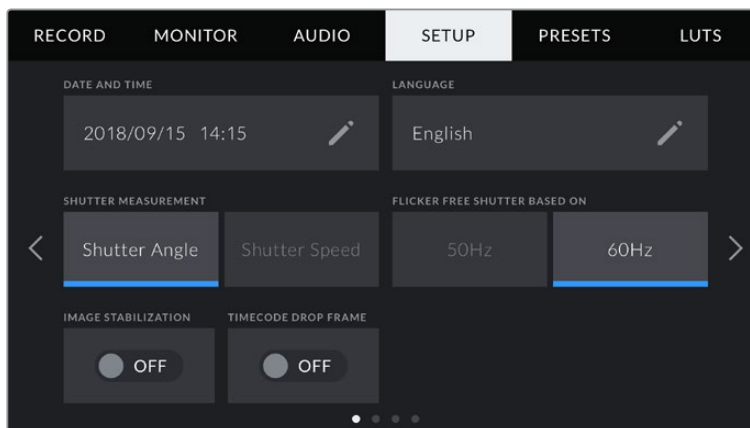 RECORD MONITOR AUDIO SETUP PRESETS LUTS
DATE AND TIME LANGUAGE
2018/09/15 14:15 English
SHUTTER MEASUREMENT FLICKER FREE SHUTTER BASED ON
Shutter Angle Shutter Speed 50Hz 60Hz
IMAGE STABILIZATION TIMECODE DROP FRAME
OFF OFF